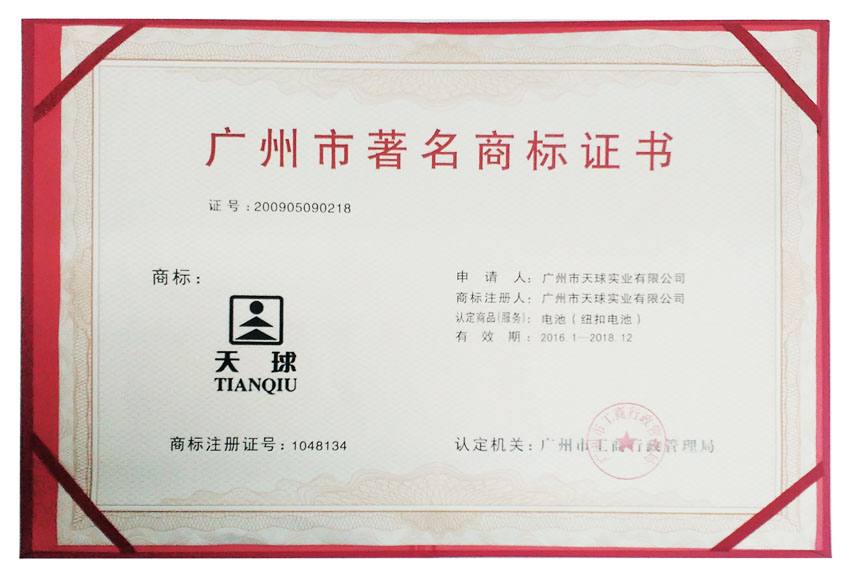 广州市著名商标证书
证号:200905090218
商标:
天球
TIANQIU
商标注册证号:1048134
申请人:广州市天球实业有限公司
商标注册人:广州市天球实业有限公司
认定商品(服务):电池(纽扣电池)
有效期:2016.1—2018.12
认定机关:广州市工商行政管理局